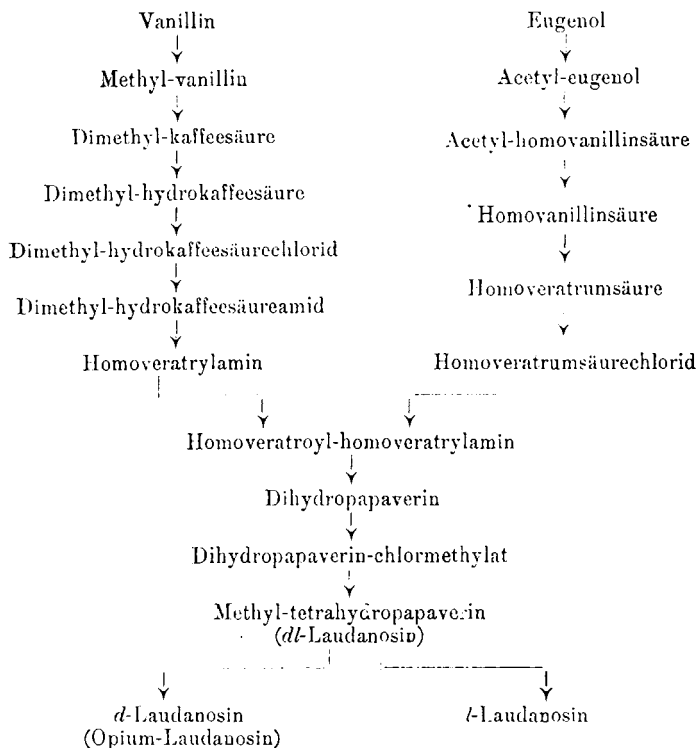 Vanillin
Methyl-vanillin
Dimethyl-kaffeesäure
Dimethyl-hydrokaffeesäure
Dimethyl-hydrokaffeesäurechlorid
Dimethyl-hydrokaffeesäureamid
Homoveratrylamin
Eugenol
Acetyl-eugenol
Acetyl-homovanillinsäure
Homovanillinsäure
Homoveratrumsäure
Homoveratrumsäurechlorid
Homoveratroyl-homoveratrylamin
Dihydropapaverin
Dihydropapaverin-chlormethylat
Methyl-tetrahydropapaverin
(dl-Laudanosin)
d-Laudanosin
(Opium-Laudanosin)
l-Laudanosin